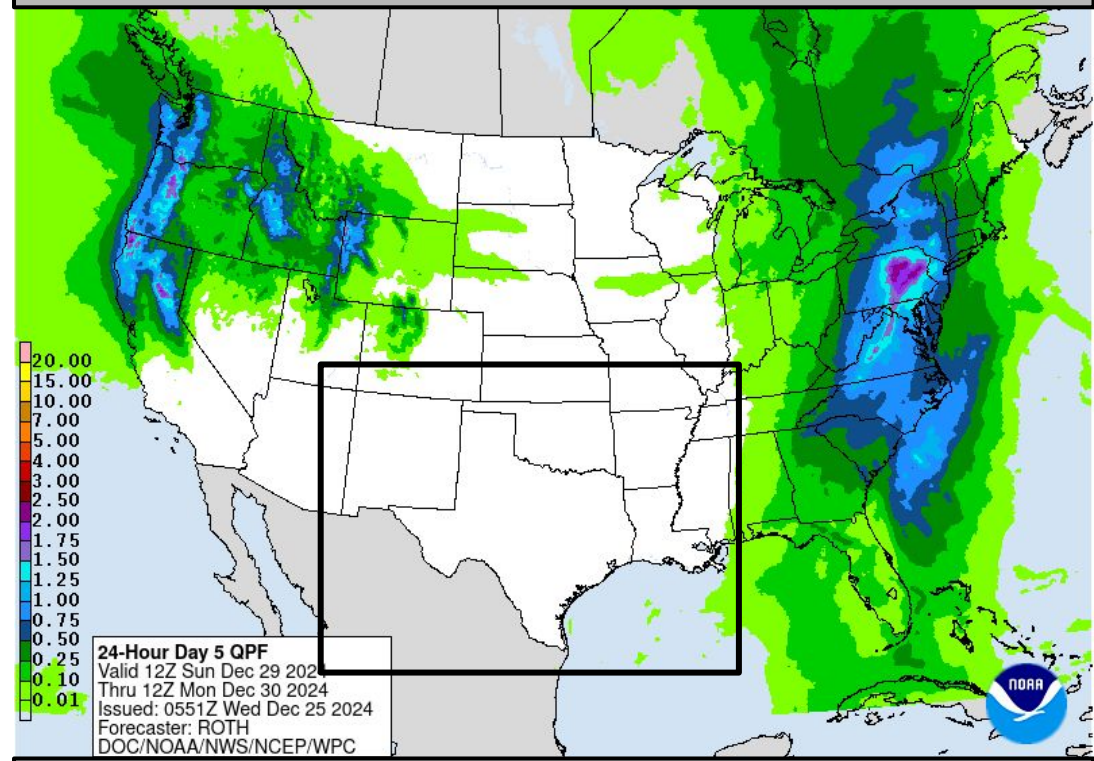 20.00
15.00
10.00
7.00
5.00
4.00
3.00
2.50
2.00
1.75
1.50
1.25
1.00
0.75
0.50
0.25
0.10
0.01
24-Hour Day 5 QPF
Valid 12Z Sun Dec 29 2024
Thru 12Z Mon Dec 30 2024
Issued: 0551Z Wed Dec 25 2024
Forecaster: ROTH
DOC/NOAA/NWS/NCEP/WPC
NOAA